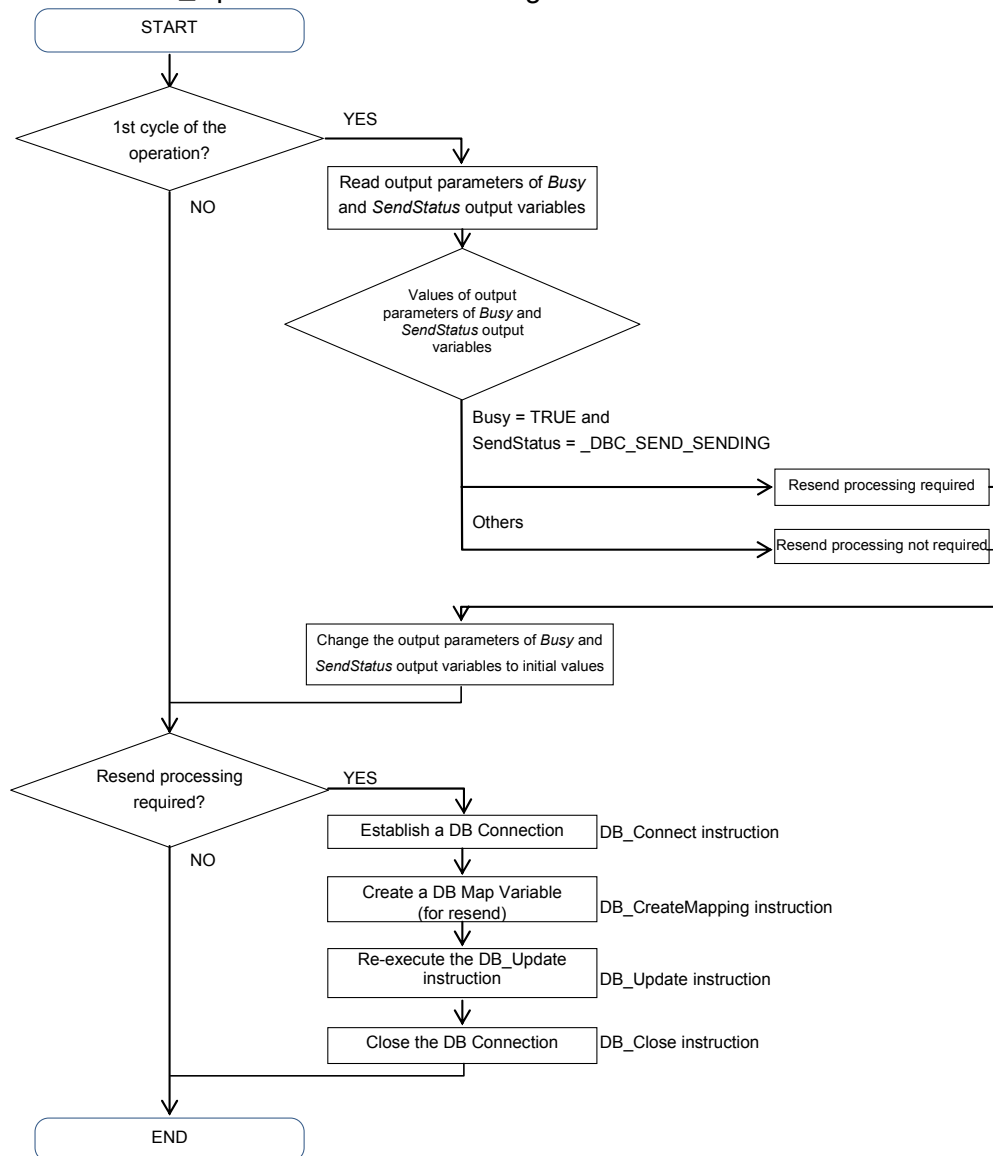 START
1st cycle of the
operation?
YES
NO
Read output parameters of Busy
and SendStatus output variables
Values of output
parameters of Busy and
SendStatus output
variables
Busy = TRUE and
SendStatus = _DBC_SEND_SENDING
Resend processing required
Others
Resend processing not required
Change the output parameters of Busy and
SendStatus output variables to initial values
Resend processing
required?
YES
NO
Establish a DB Connection
DB_Connect instruction
Create a DB Map Variable
(for resend)
DB_CreateMapping instruction
Re-execute the DB_Update
instruction
DB_Update instruction
Close the DB Connection
DB_Close instruction
END